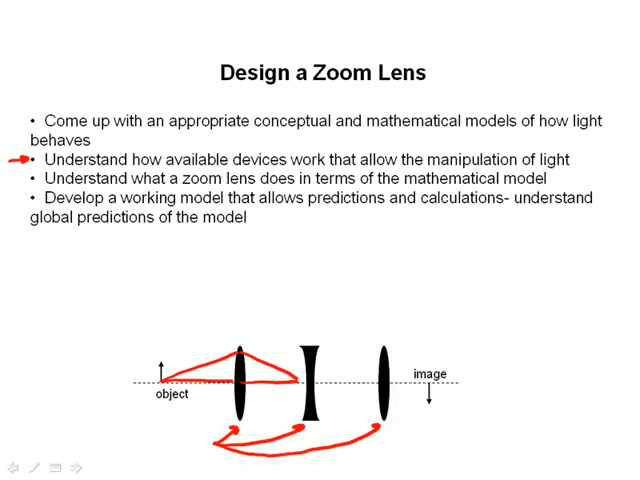 Design a Zoom Lens
• Come up with an appropriate conceptual and mathematical models of how light
behaves
• Understand how available devices work that allow the manipulation of light
• Understand what a zoom lens does in terms of the mathematical model
• Develop a working model that allows predictions and calculations- understand
global predictions of the model
image
object